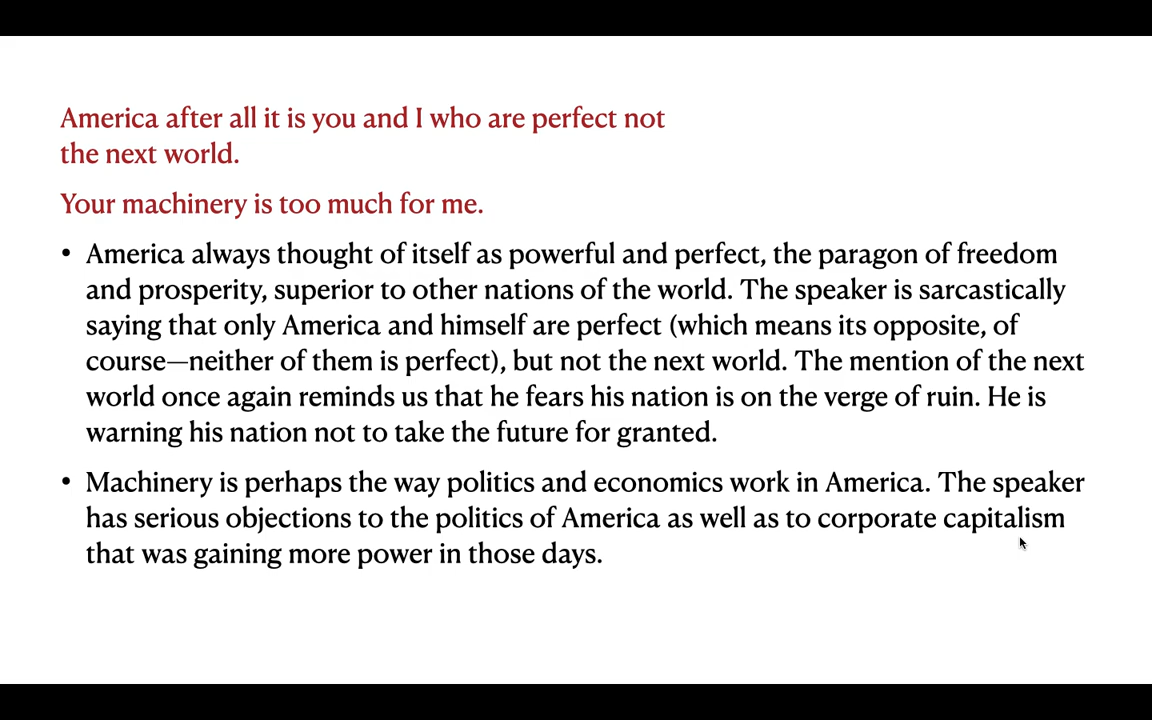 America after all it is you and I who are perfect not
the next world.
Your machinery is too much for me.
• America always thought of itself as powerful and perfect, the paragon of freedom
and prosperity, superior to other nations of the world. The speaker is sarcastically
saying that only America and himself are perfect (which means its opposite, of
course—neither of them is perfect), but not the next world. The mention of the next
world once again reminds us that he fears his nation is on the verge of ruin. He is
warning his nation not to take the future for granted.
• Machinery is perhaps the way politics and economics work in America. The speaker
has serious objections to the politics of America as well as to corporate capitalism
that was gaining more power in those days.